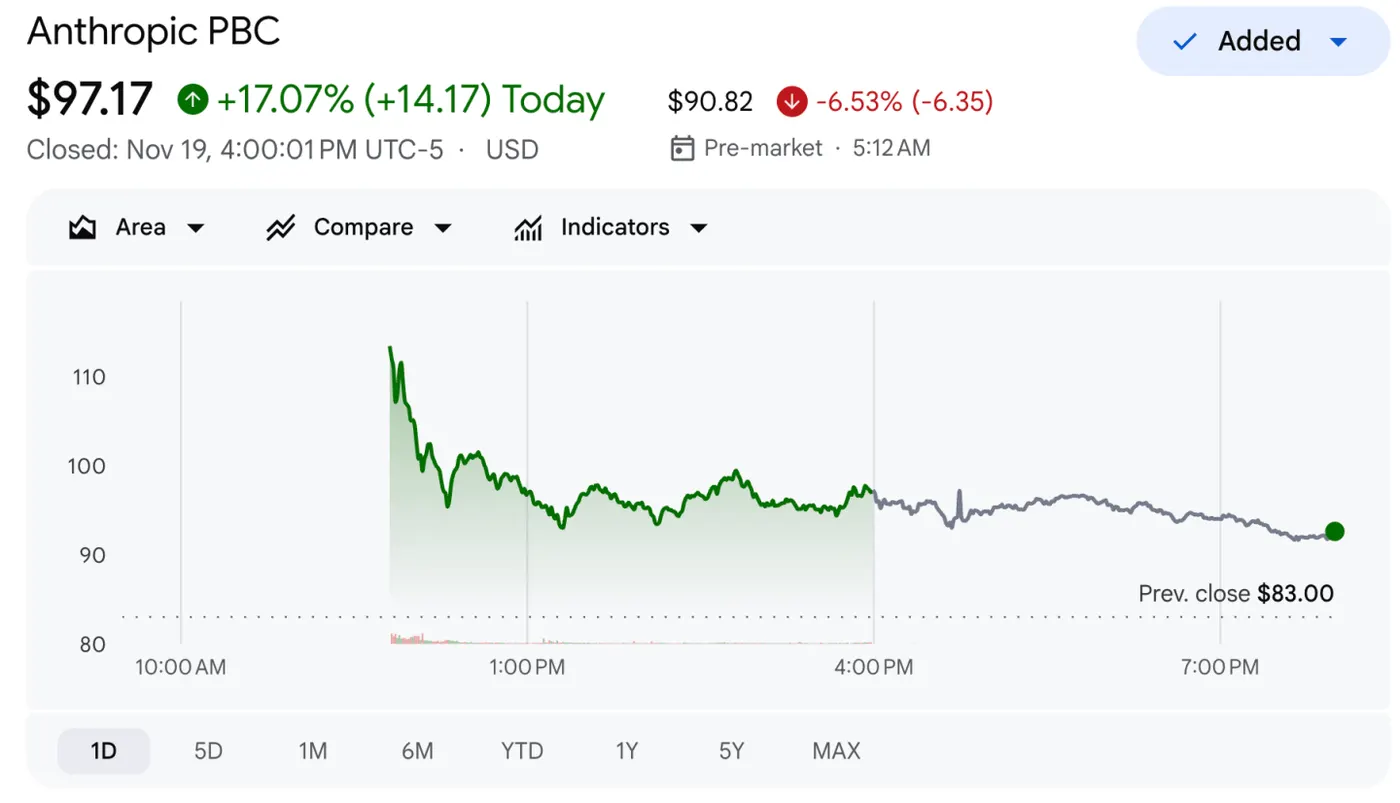 Anthropic PBC
Added
$97.17 +17.07% (+14.17) Today
$90.82 -6.53% (-6.35)
Closed: Nov 19, 4:00:01 PM UTC-5 · USD
Pre-market · 5:12 AM
Area Compare Indicators
110
100
90
80
Prev. close $83.00
10:00 AM 1:00 PM 4:00 PM 7:00 PM
1D 5D 1M 6M YTD 1Y 5Y MAX